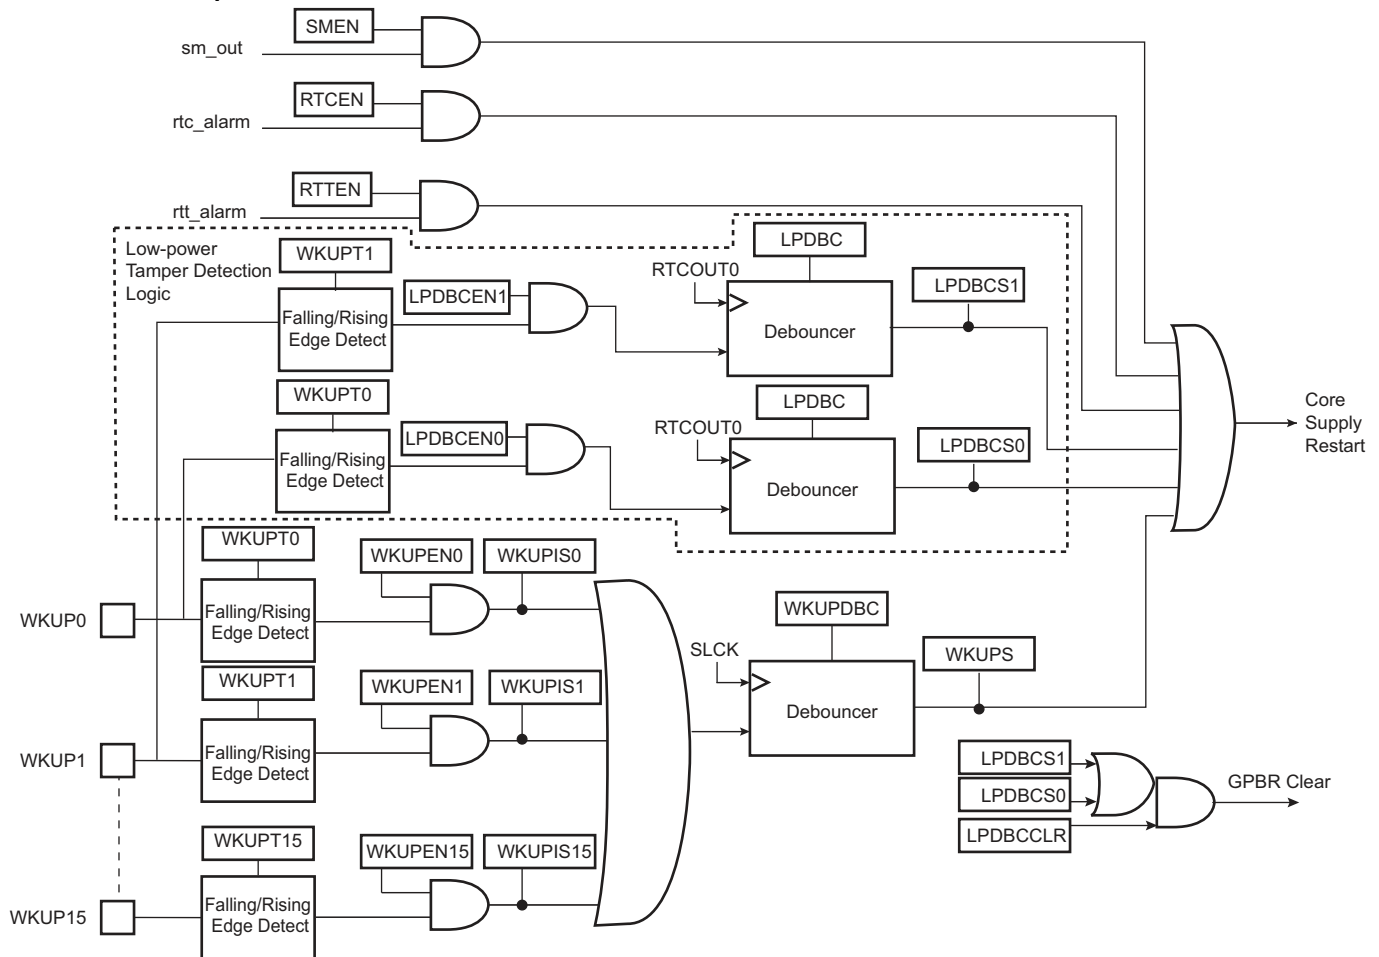 SMEN
sm_out
RTCEN
rtc_alarm
RTTEN
rtt_alarm
Low-power
Tamper Detection
Logic
WKUPT1
Falling/Rising
Edge Detect
LPDBCEN1
RTCOUT0
LPDBC
Debouncer
LPDBCS1
WKUPT0
Falling/Rising
Edge Detect
LPDBCEN0
RTCOUT0
LPDBC
Debouncer
LPDBCS0
Core
Supply
Restart
WKUPT0
WKUP0
Falling/Rising
Edge Detect
WKUPEN0
WKUPIS0
WKUPT1
WKUP1
Falling/Rising
Edge Detect
WKUPEN1
WKUPIS1
SLCK
WKUPDBC
Debouncer
WKUPS
WKUPT15
WKUP15
Falling/Rising
Edge Detect
WKUPEN15
WKUPIS15
LPDBCS1
LPDBCS0
LPDBCCLR
GPBR Clear